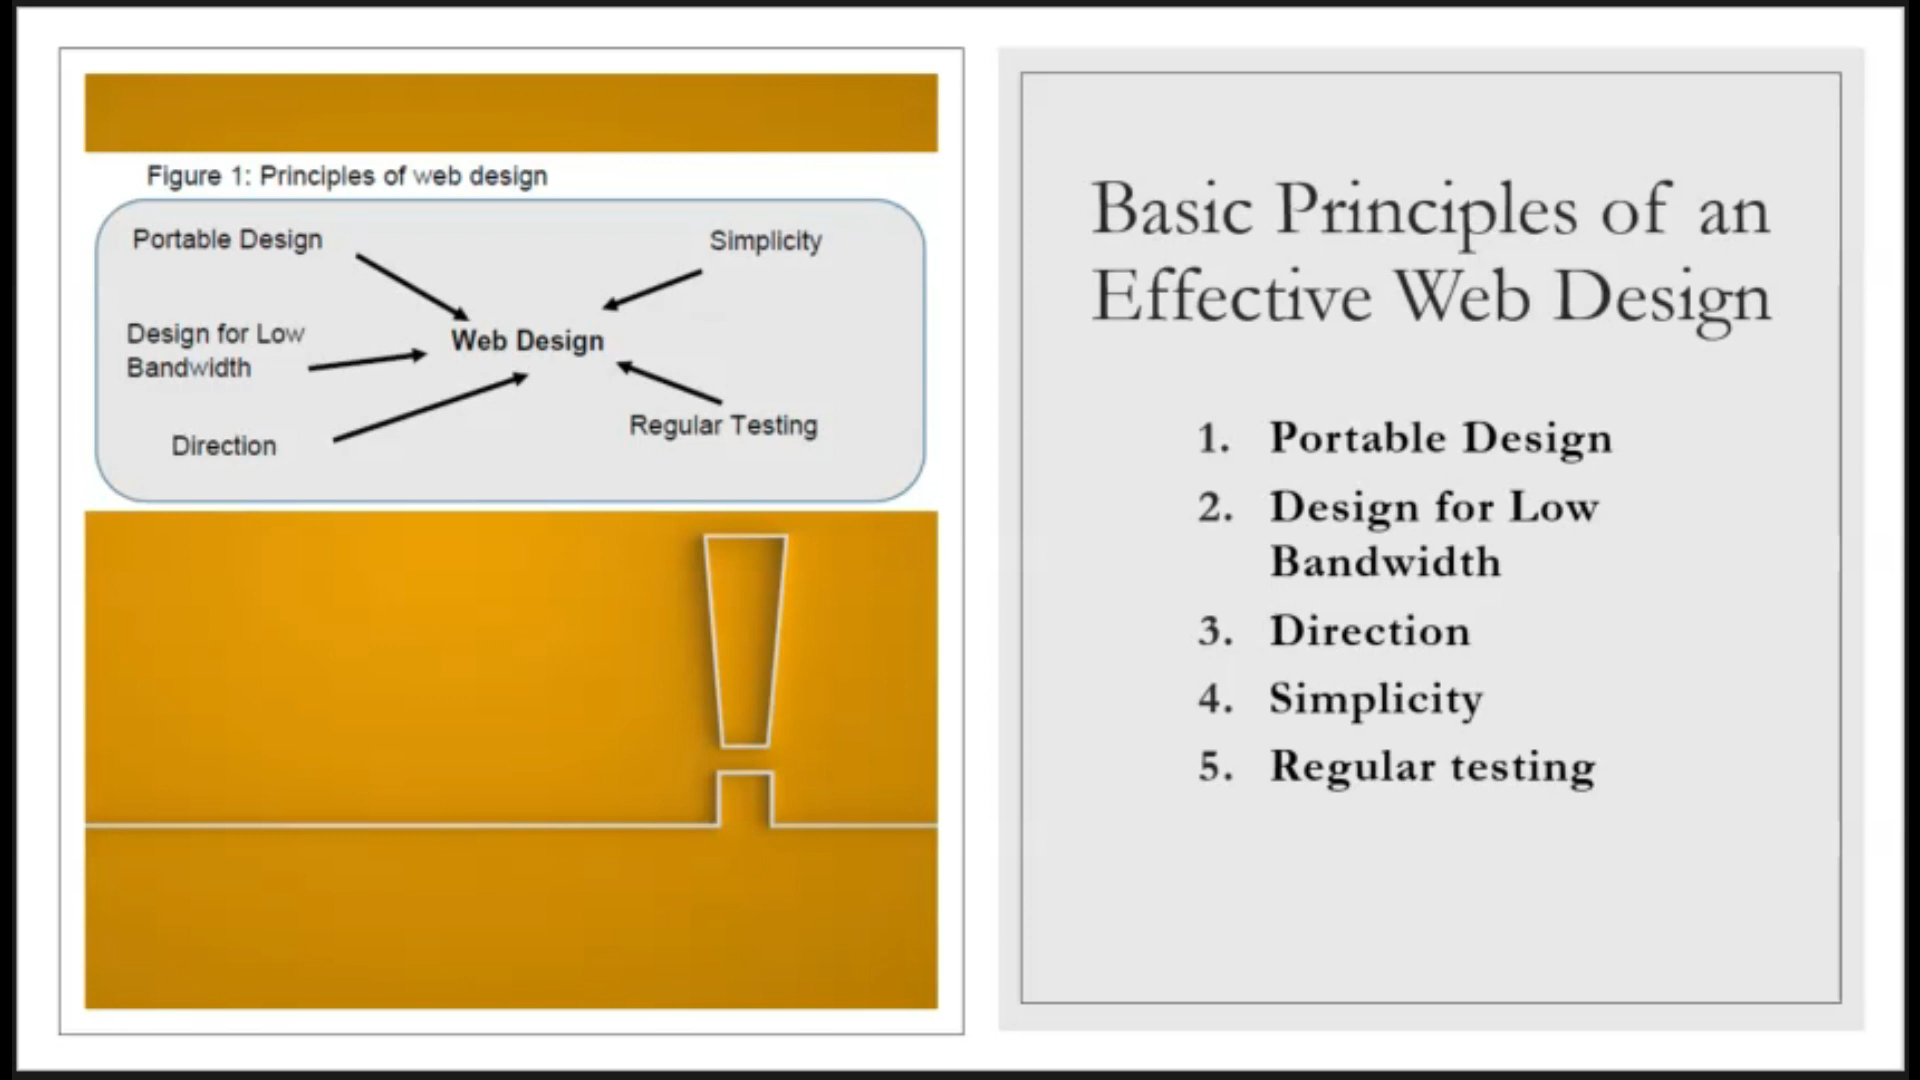 Figure 1: Principles of web design
Portable Design
Simplicity
Design for Low
Bandwidth
Web Design
Direction
Regular Testing
Basic Principles of an
Effective Web Design
1. Portable Design
2. Design for Low
Bandwidth
3. Direction
4. Simplicity
5. Regular testing